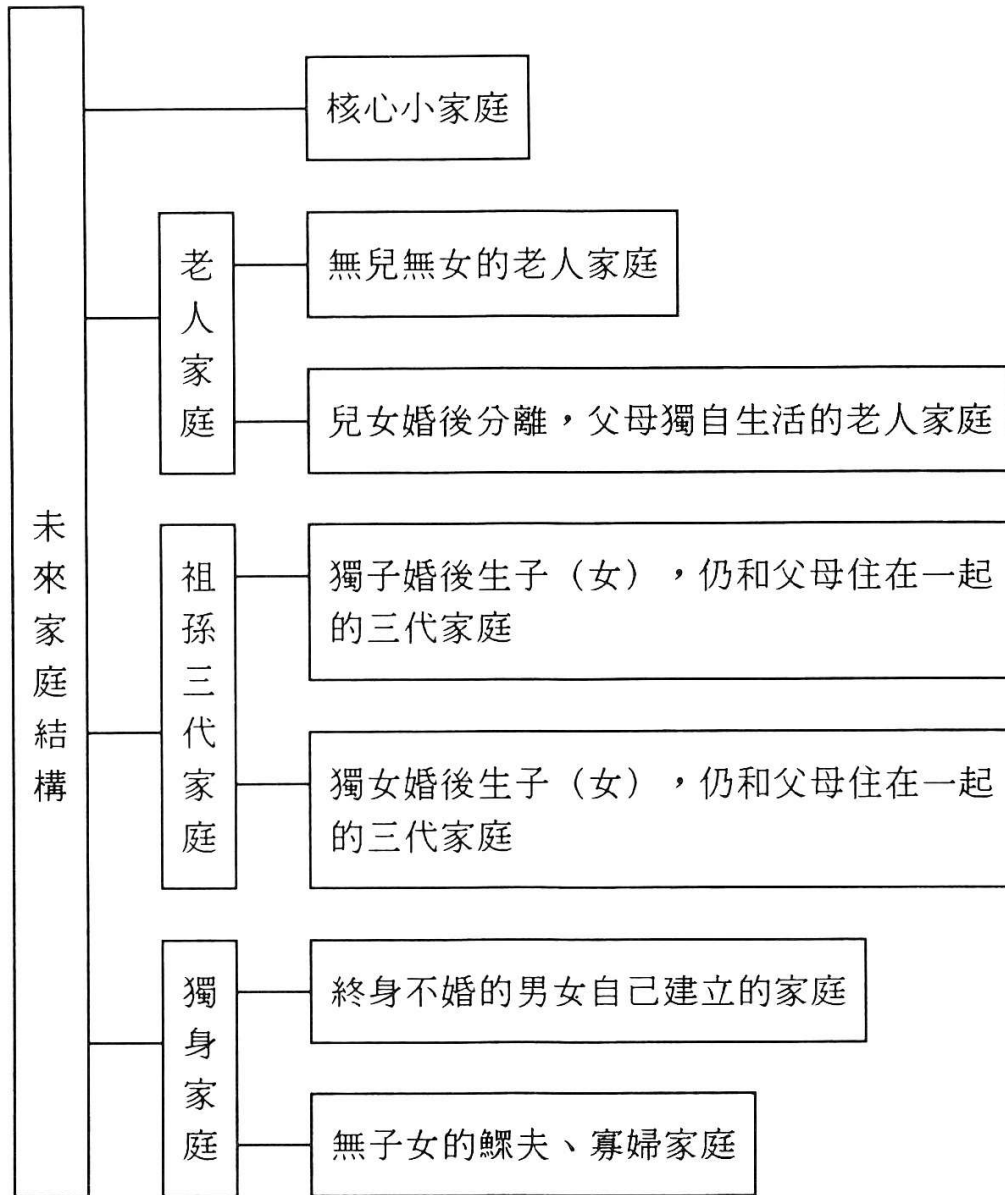 未來家庭結構
核心小家庭
老人家庭
無兒無女的老人家庭
兒女婚後分離，父母獨自生活的老人家庭
祖孫三代家庭
獨子婚後生子（女），仍和父母住在一起
的三代家庭
獨女婚後生子（女），仍和父母住在一起
的三代家庭
獨身家庭
終身不婚的男女自己建立的家庭
無子女的鰥夫、寡婦家庭